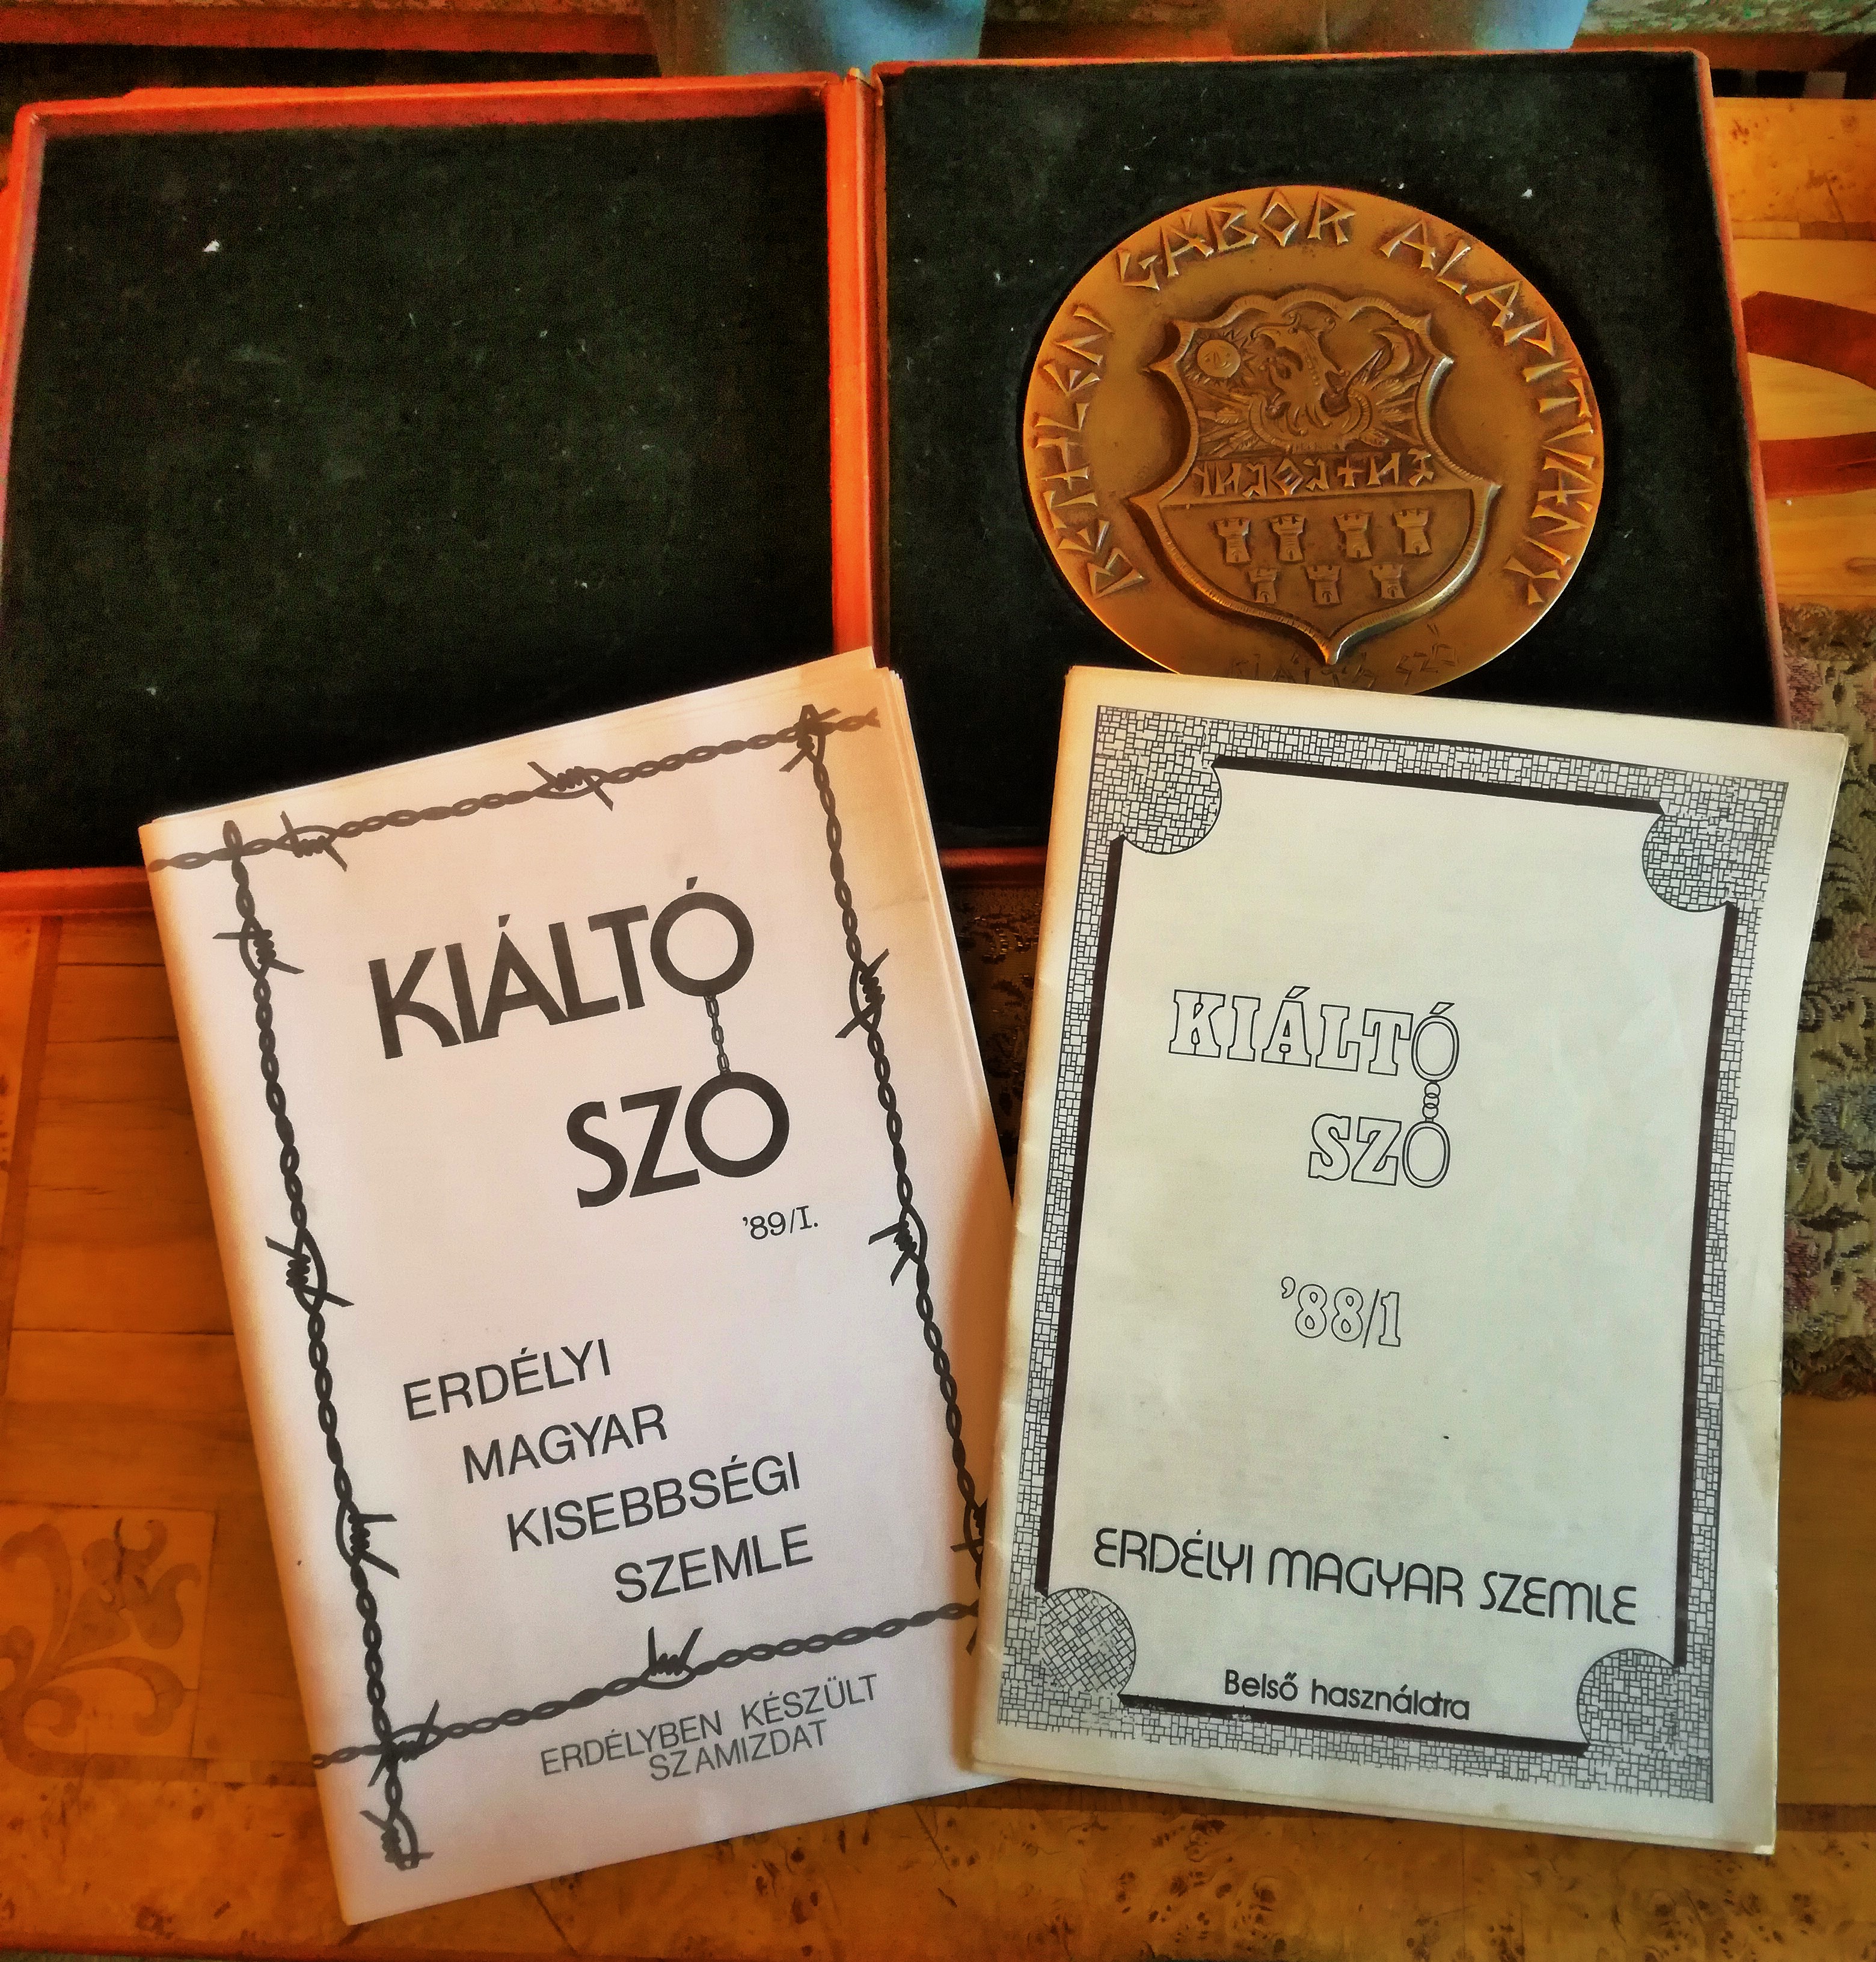 BETHLEN GÁBOR ALAPÍTVÁNY
KIÁLTÓ
SZÓ
'89/I.
ERDÉLYI
MAGYAR
KISEBBSÉGI
SZEMLE
ERDÉLYBEN KÉSZÜLT
SZAMIZDAT
KIÁLTÓ
SZÓ
'88/1
ERDÉLYI MAGYAR SZEMLE
Belső használatra